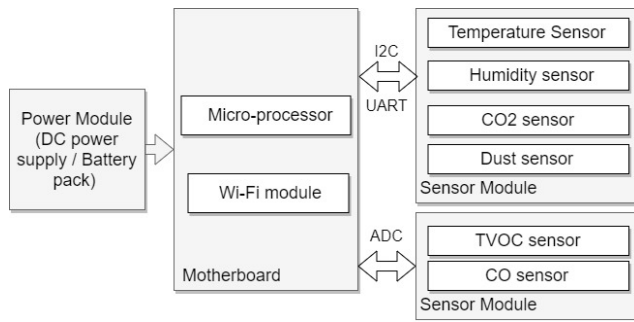 Power Module
(DC power
supply / Battery
pack)
Micro-processor
Wi-Fi module
Motherboard
I2C
UART
ADC
Temperature Sensor
Humidity sensor
CO2 sensor
Dust sensor
Sensor Module
TVOC sensor
CO sensor
Sensor Module